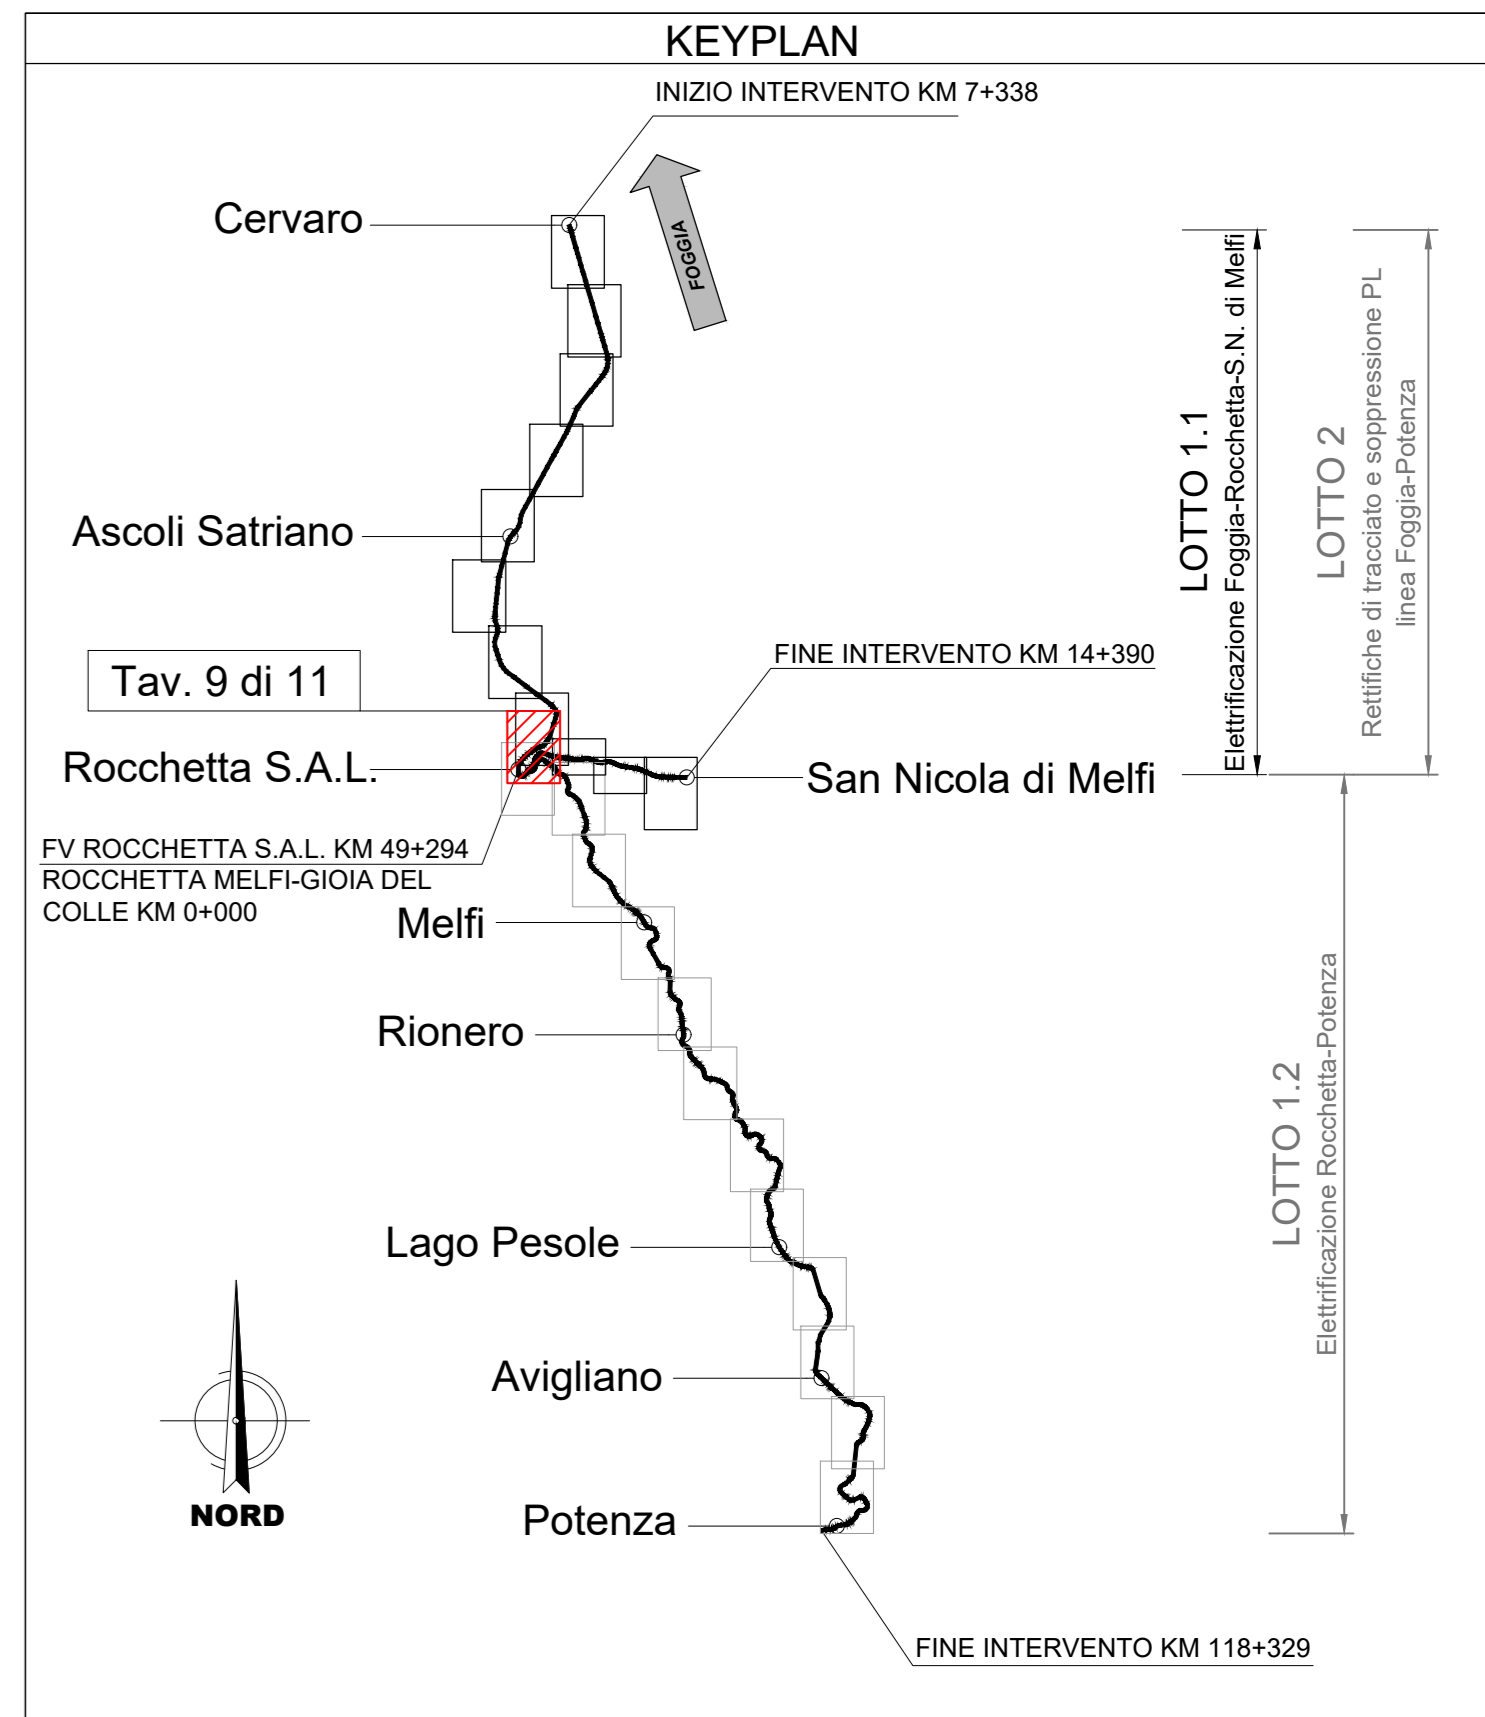 KEYPLAN
INIZIO INTERVENTO KM 7+338
FOGGIA
Cervaro
Ascoli Satriano
Tav. 9 di 11
FINE INTERVENTO KM 14+390
Rocchetta S.A.L.
San Nicola di Melfi
FV ROCCHETTA S.A.L. KM 49+294
ROCCHETTA MELFI-GIOIA DEL
COLLE KM 0+000
Melfi
Rionero
Lago Pesole
Avigliano
Potenza
FINE INTERVENTO KM 118+329
NORD
LOTTO 1.1
Elettrificazione Foggia-Rocchetta-S.N. di Melfi
LOTTO 2
Rettifiche di tracciato e soppressione PL
linea Foggia-Potenza
LOTTO 1.2
Elettrificazione Rocchetta-Potenza